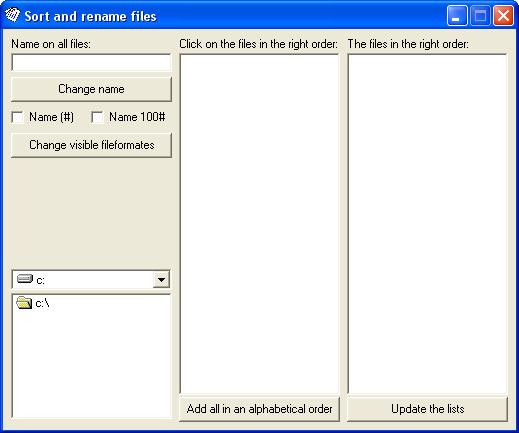 Sort and rename files
Name on all files:
Change name
Name (#)
Name 100#
Change visible fileformates
c:
c:\
Click on the files in the right order:
Add all in an alphabetical order
The files in the right order:
Update the lists